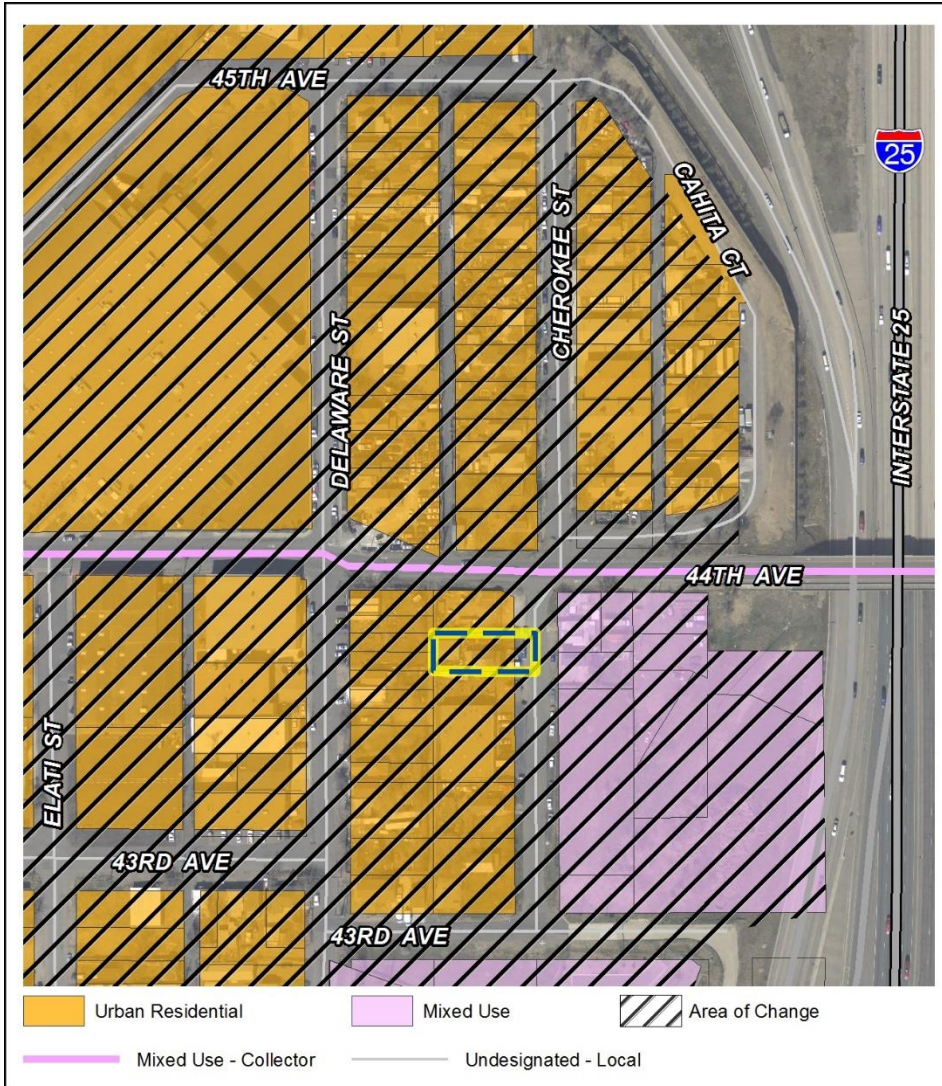 45TH AVE
25
CAHITA CT
CHEROKEE ST
DELAWARE ST
INTERSTATE 25
44TH AVE
ELATI ST
43RD AVE
43RD AVE
Urban Residential
Mixed Use
Area of Change
Mixed Use - Collector
Undesignated - Local